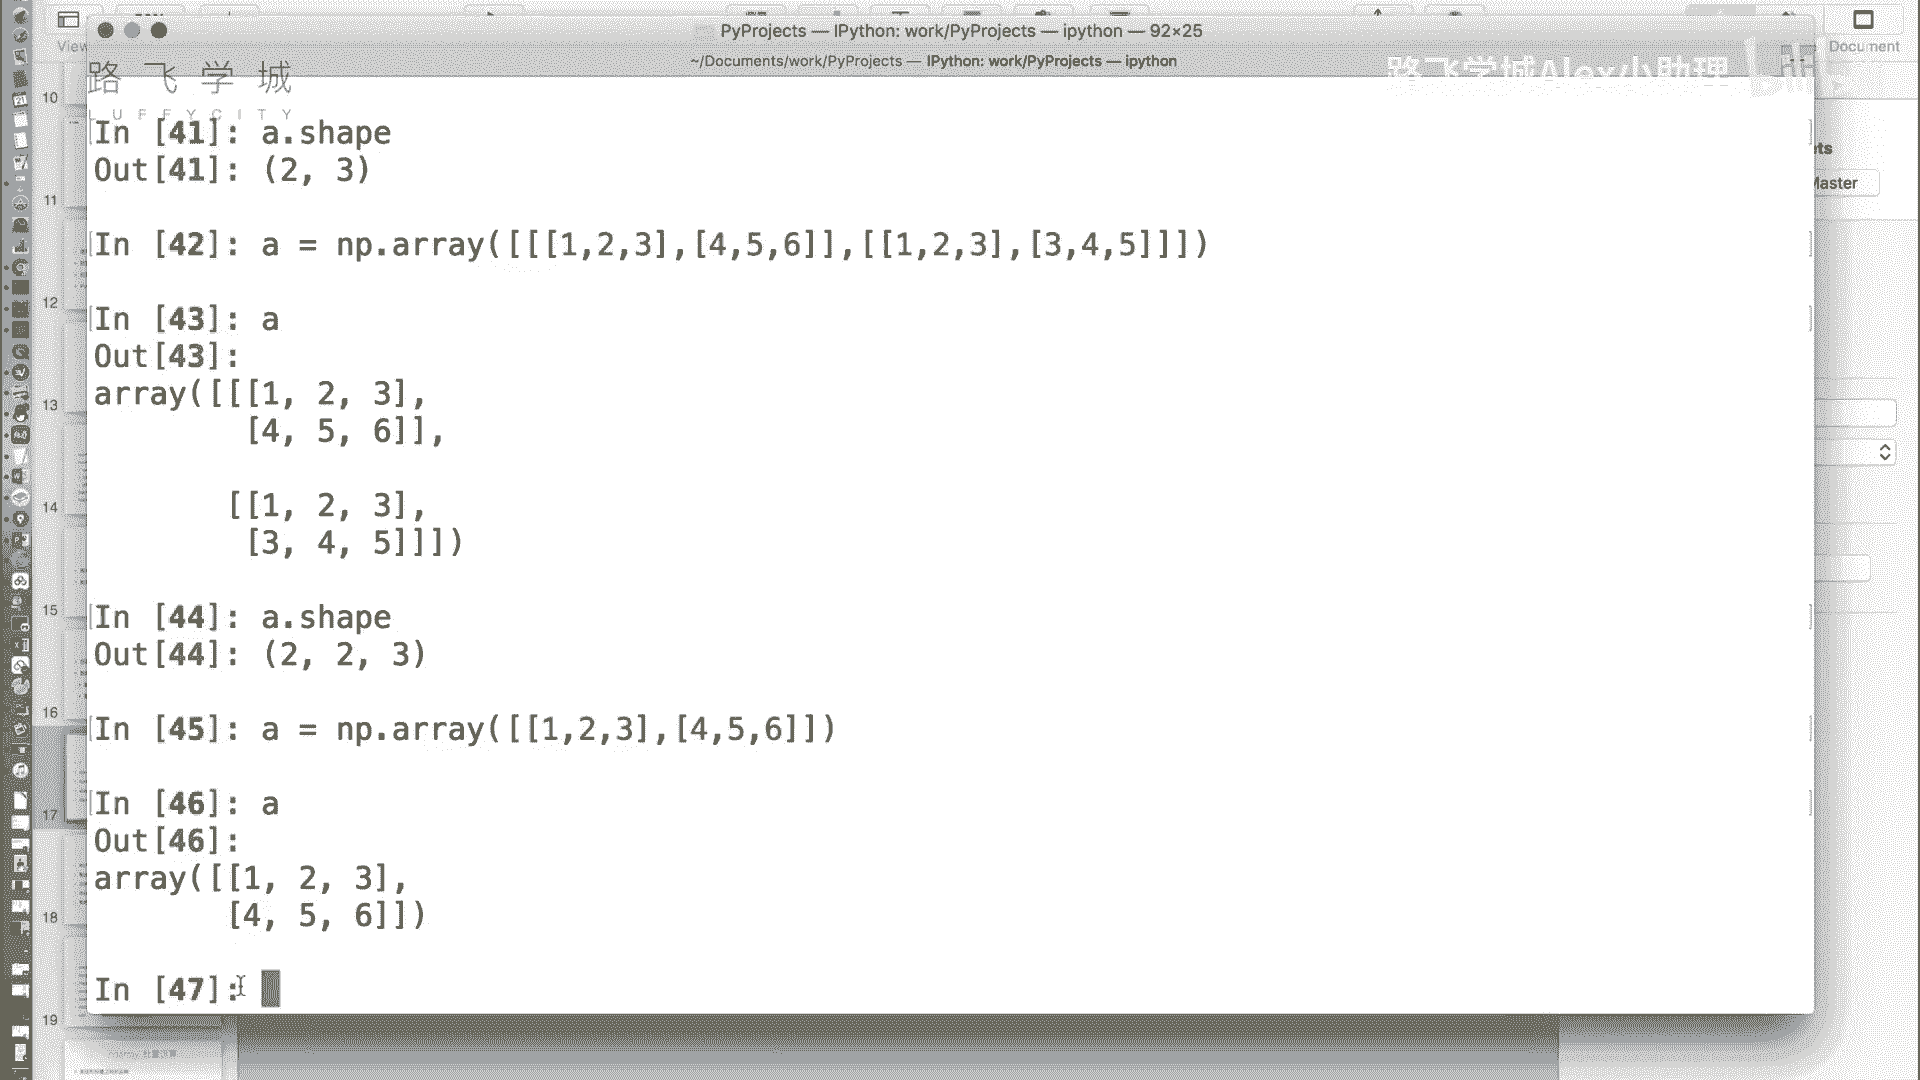 PyProjects — IPython: work/PyProjects — ipython — 92×25
View
Document
~/Documents/work/PyProjects — IPython: work/PyProjects — ipython
路飞学城
LUFFYCITY
路飞学城Alex小助理
In [41]: a.shape
Out[41]: (2, 3)
In [42]: a = np.array([[[1,2,3],[4,5,6]],[[1,2,3],[3,4,5]]])
In [43]: a
Out[43]:
array([[[1, 2, 3],
[4, 5, 6]],
[[1, 2, 3],
[3, 4, 5]]])
In [44]: a.shape
Out[44]: (2, 2, 3)
In [45]: a = np.array([[1,2,3],[4,5,6]])
In [46]: a
Out[46]:
array([[1, 2, 3],
[4, 5, 6]])
In [47]:
10
11
12
13
14
15
16
17
18
19